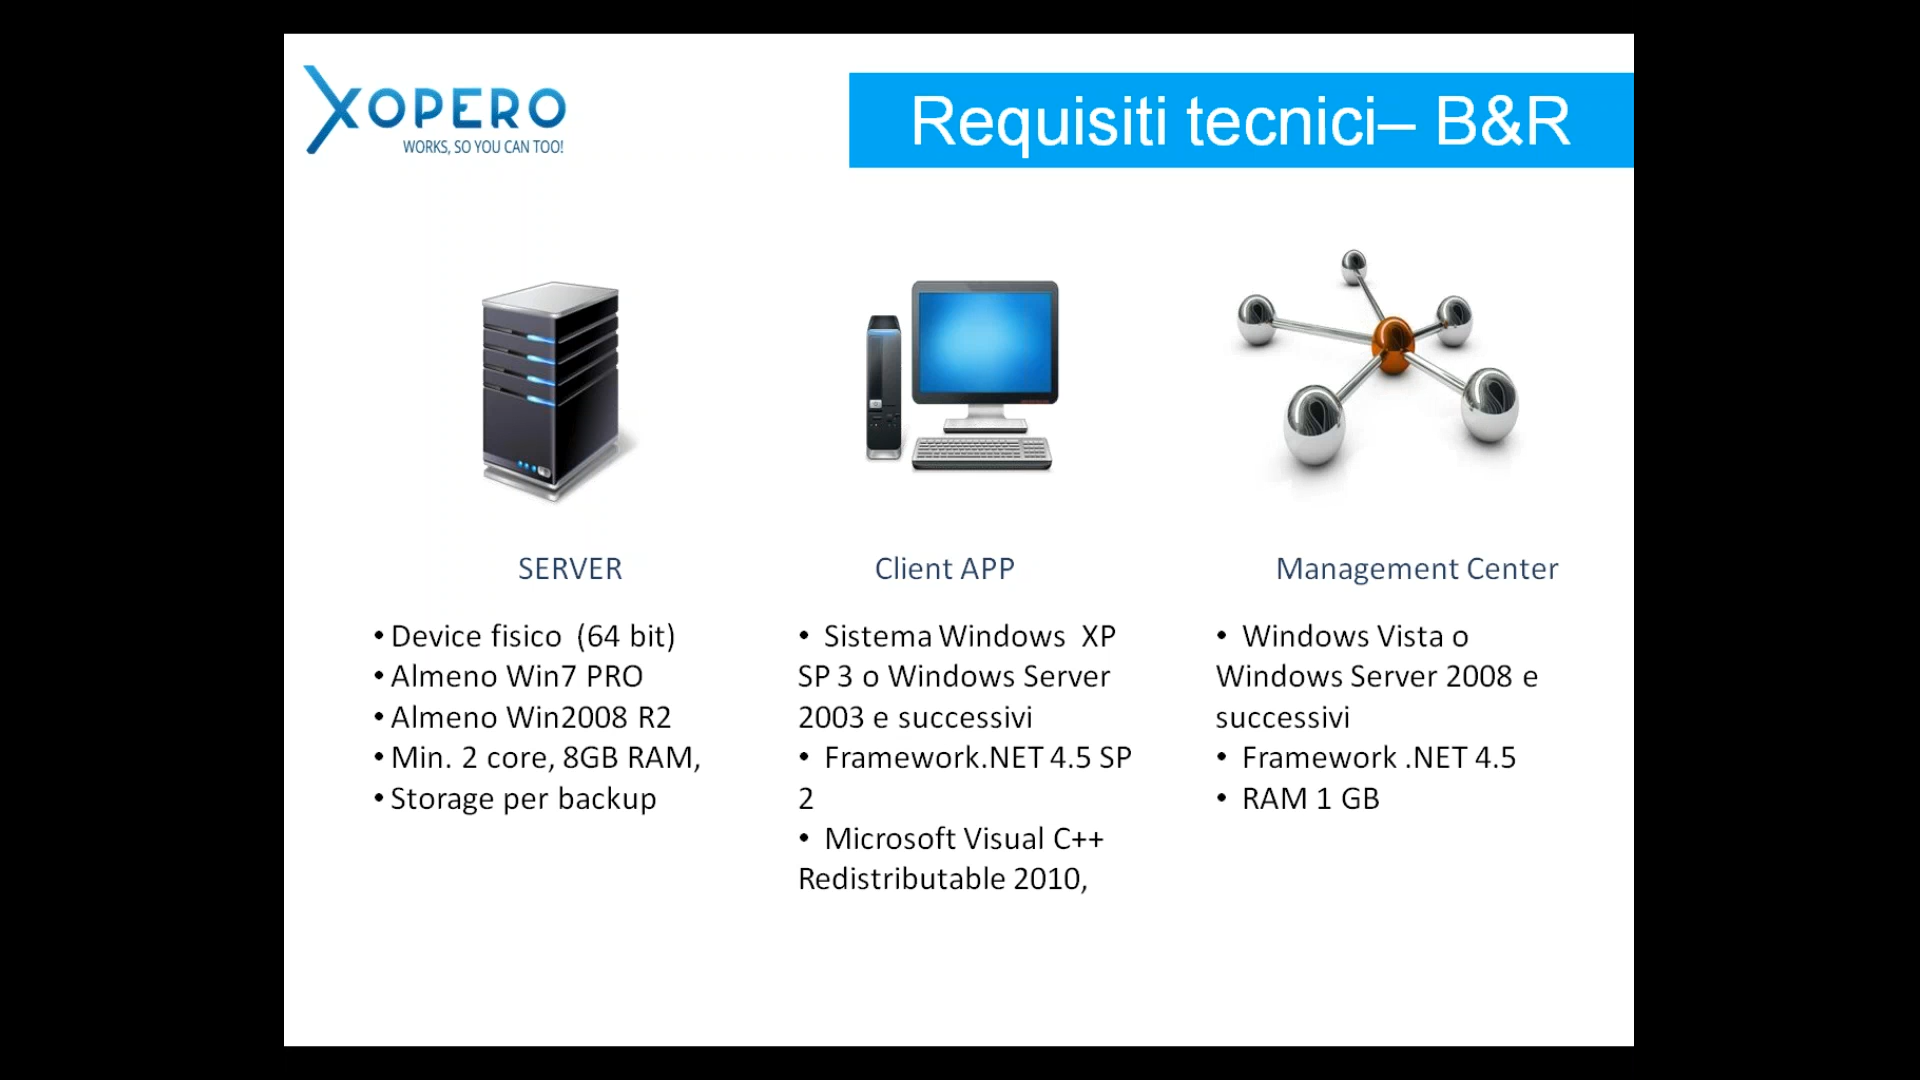 XOPERO
WORKS, SO YOU CAN TOO!
Requisiti tecnici– B&R
SERVER
• Device fisico (64 bit)
• Almeno Win7 PRO
• Almeno Win2008 R2
• Min. 2 core, 8GB RAM,
• Storage per backup
Client APP
• Sistema Windows XP
SP 3 o Windows Server
2003 e successivi
• Framework.NET 4.5 SP
2
• Microsoft Visual C++
Redistributable 2010,
Management Center
• Windows Vista o
Windows Server 2008 e
successivi
• Framework .NET 4.5
• RAM 1 GB